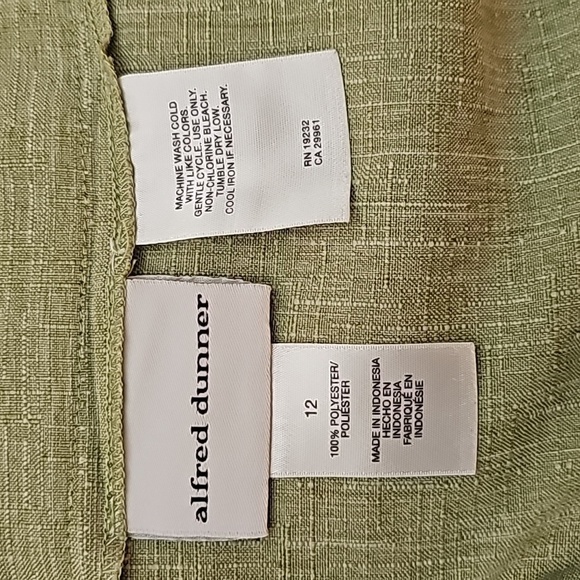 MACHINE WASH COLD
WITH LIKE COLORS.
GENTLE CYCLE. USE ONLY
NON-CHLORINE BLEACH.
TUMBLE DRY LOW.
COOL IRON IF NECESSARY.
RN 19232
CA 29961
alfred dunner
12
100% POLYESTER/
POLIÉSTER
MADE IN INDONESIA
HECHO EN
INDONESIA
FABRIQUÉ EN
INDONÉSIE